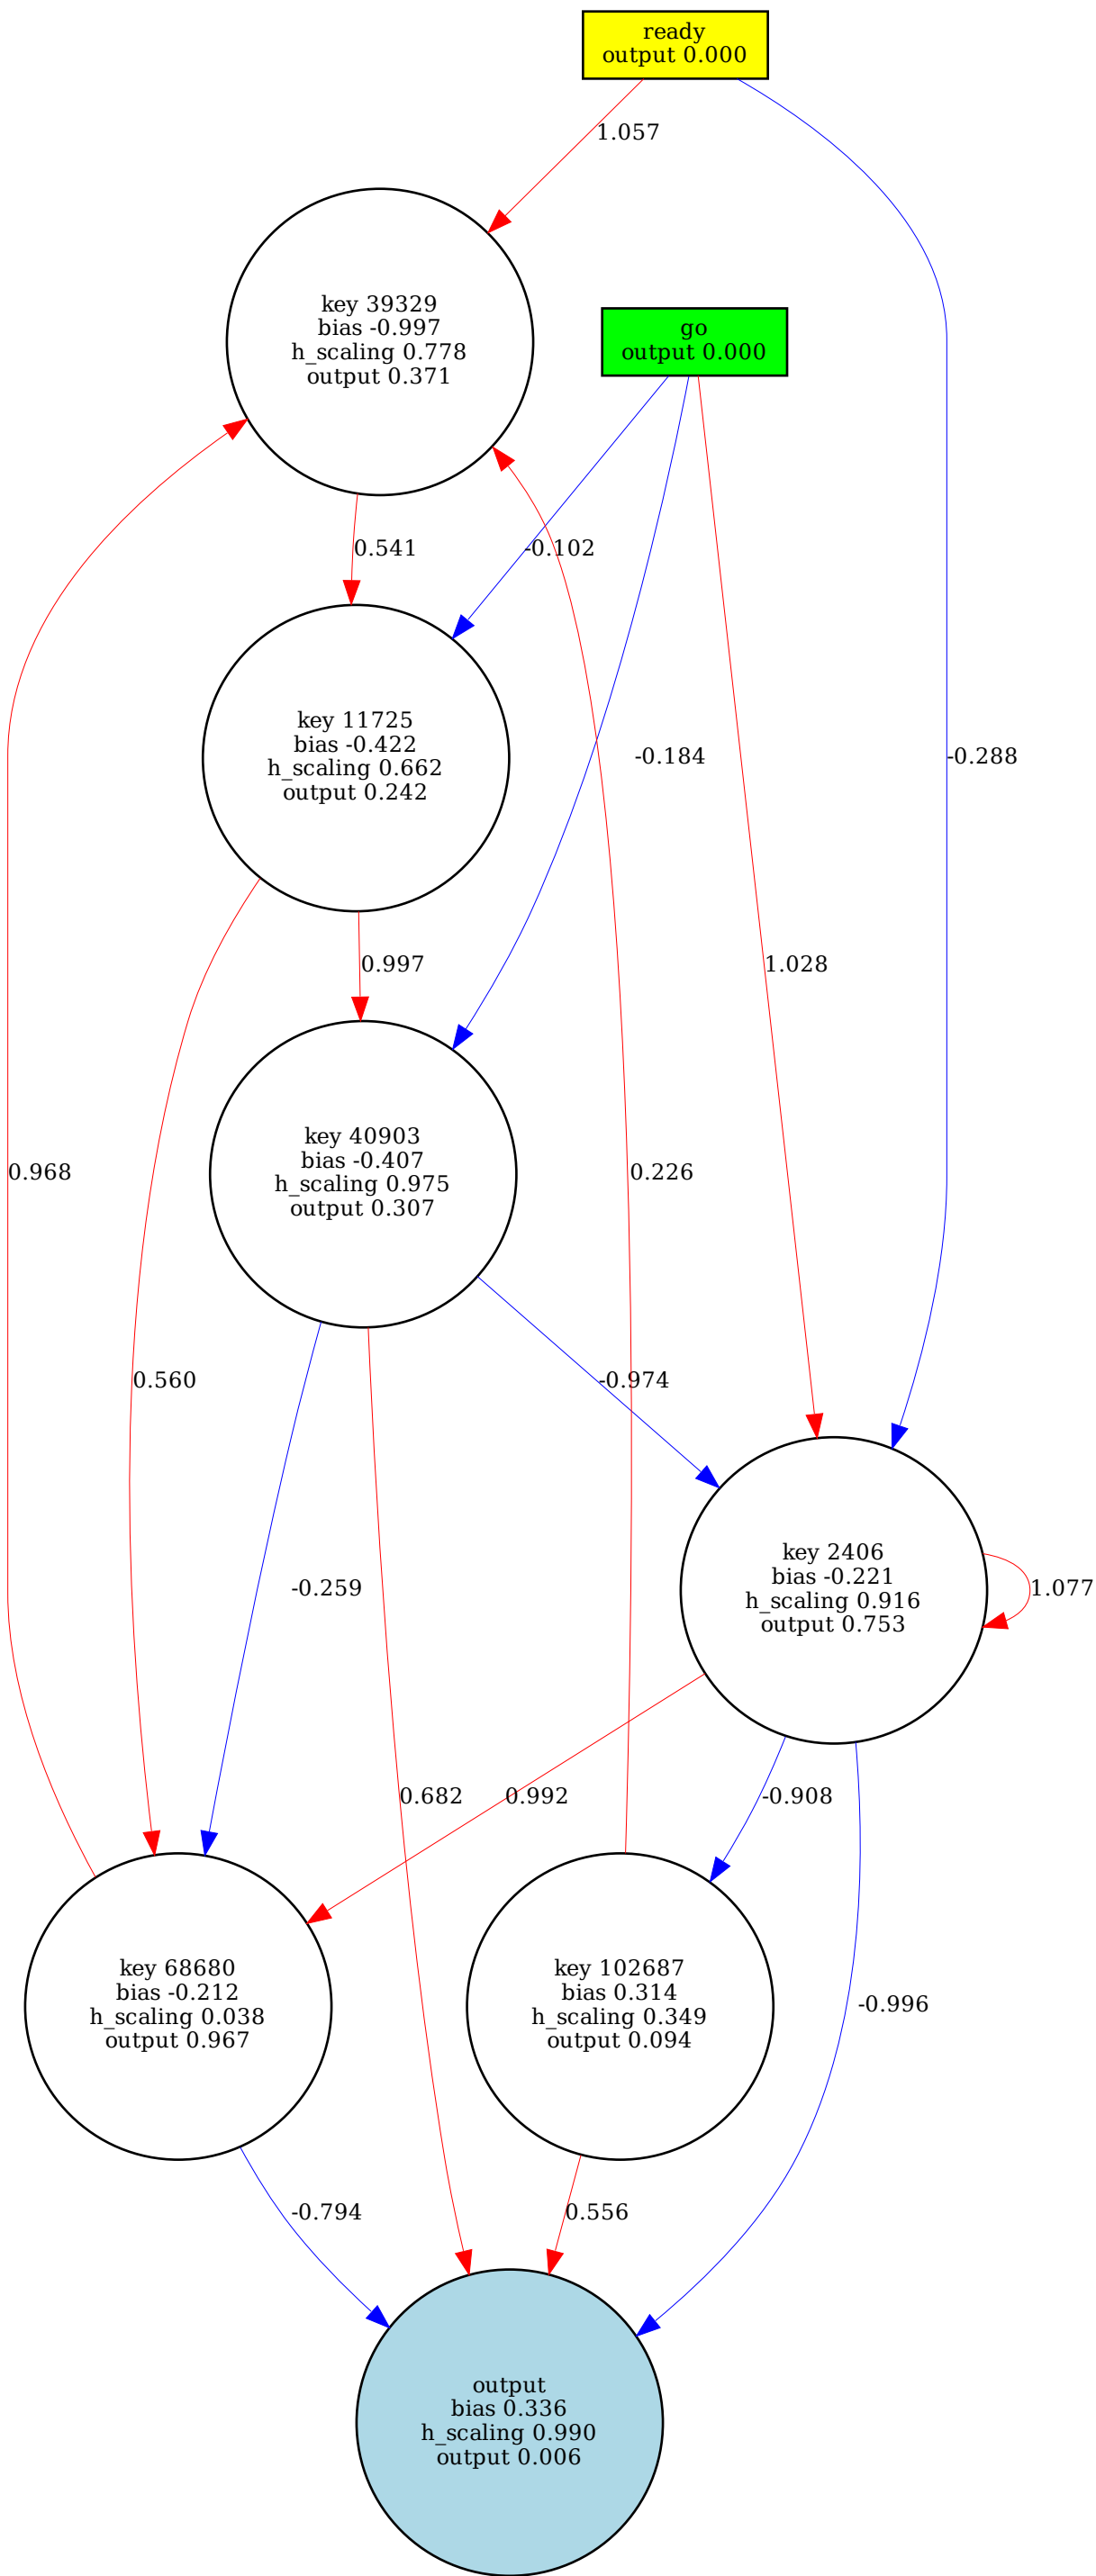 ready
output 0.000
1.057
key 39329
bias -0.997
h_scaling 0.778
output 0.371
go
output 0.000
0.541
-0.102
key 11725
bias -0.422
h_scaling 0.662
output 0.242
-0.184
-0.288
0.997
1.028
key 40903
bias -0.407
h_scaling 0.975
output 0.307
0.968
0.226
0.560
-0.974
key 2406
bias -0.221
h_scaling 0.916
output 0.753
-0.259
1.077
0.682
0.992
-0.908
key 68680
bias -0.212
h_scaling 0.038
output 0.967
key 102687
bias 0.314
h_scaling 0.349
output 0.094
-0.996
-0.794
0.556
output
bias 0.336
h_scaling 0.990
output 0.006